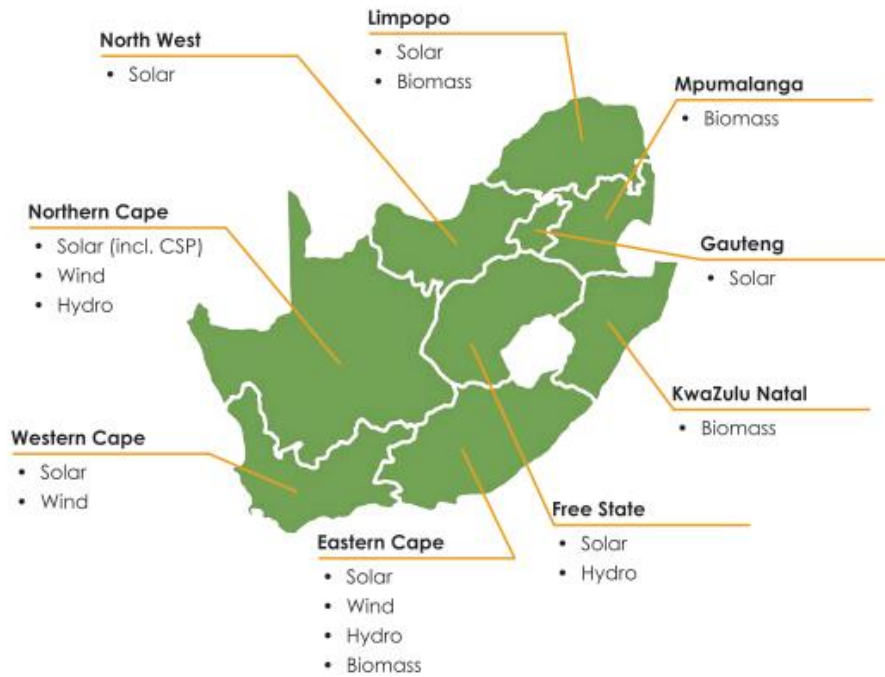 Limpopo
• Solar
• Biomass
North West
• Solar
Mpumalanga
• Biomass
Northern Cape
• Solar (incl. CSP)
• Wind
• Hydro
Gauteng
• Solar
KwaZulu Natal
• Biomass
Western Cape
• Solar
• Wind
Free State
• Solar
• Hydro
Eastern Cape
• Solar
• Wind
• Hydro
• Biomass